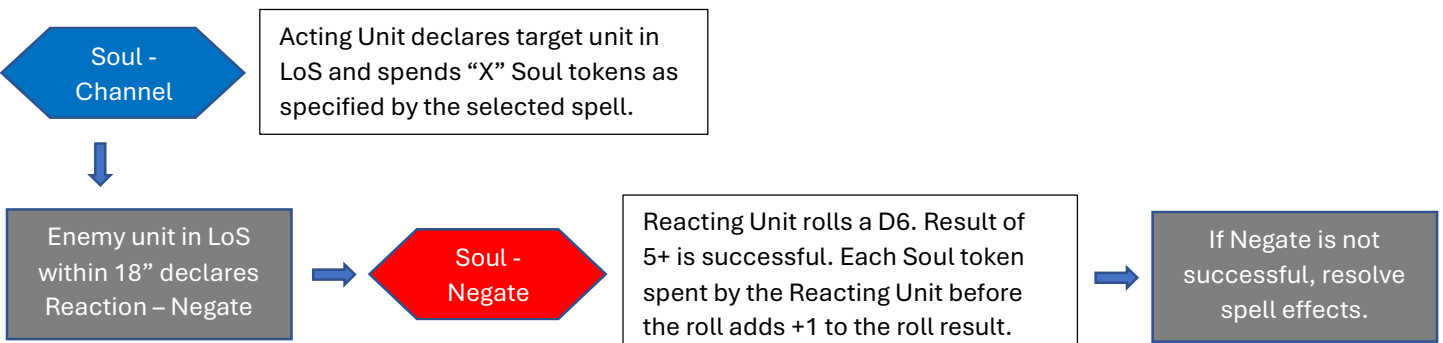 Soul -
Channel
Acting Unit declares target unit in
LoS and spends “X” Soul tokens as
specified by the selected spell.
Enemy unit in LoS
within 18” declares
Reaction – Negate
Soul -
Negate
Reacting Unit rolls a D6. Result of
5+ is successful. Each Soul token
spent by the Reacting Unit before
the roll adds +1 to the roll result.
If Negate is not
successful, resolve
spell effects.